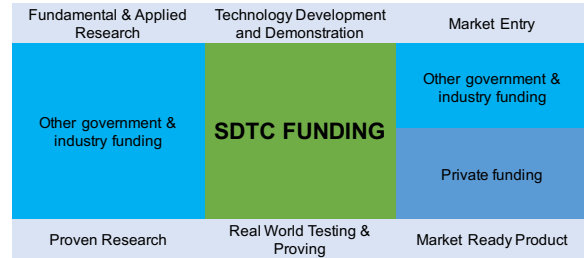 Fundamental & Applied
Research
Technology Development
and Demonstration
Market Entry
Other government &
industry funding
SDTC FUNDING
Other government &
industry funding
Private funding
Proven Research
Real World Testing &
Proving
Market Ready Product